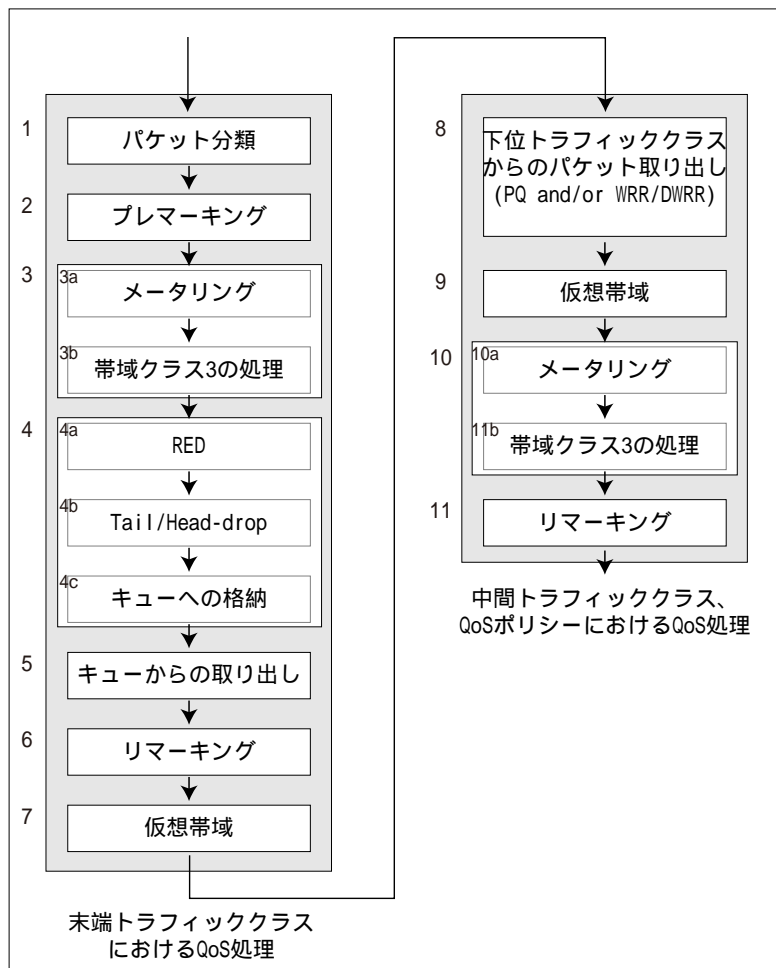 1
パケット分類
2
プレマーキング
3
3a
メータリング
3b
帯域クラス3の処理
4
4a
RED
4b
Tail/Head-drop
4c
キューへの格納
5
キューからの取り出し
6
リマーキング
7
仮想帯域
末端トラフィッククラス
におけるQoS処理
8
下位トラフィッククラス
からのパケット取り出し
(PQ and/or WRR/DWRR)
9
仮想帯域
10
10a
メータリング
11b
帯域クラス3の処理
11
リマーキング
中間トラフィッククラス、
QoSポリシーにおけるQoS処理